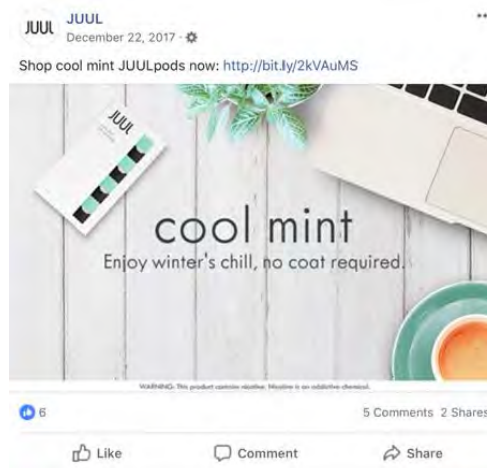 JUUL
JUUL
December 22, 2017
Shop cool mint JUULpods now: http://bit.ly/2kVAuMS
JUUL
cool mint
Enjoy winter's chill, no coat required.
WARNING: This product contains nicotine. Nicotine is an addictive chemical.
6
5 Comments 2 Shares
Like
Comment
Share